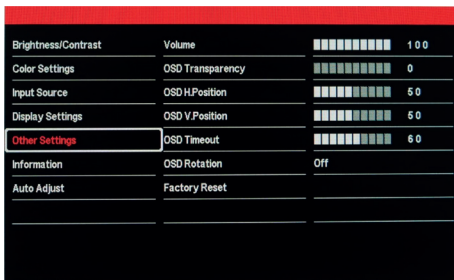 Brightness/Contrast Volume 100
Color Settings OSD Transparency 0
Input Source OSD H.Position 50
Display Settings OSD V.Position 50
Other Settings OSD Timeout 60
Information OSD Rotation Off
Auto Adjust Factory Reset